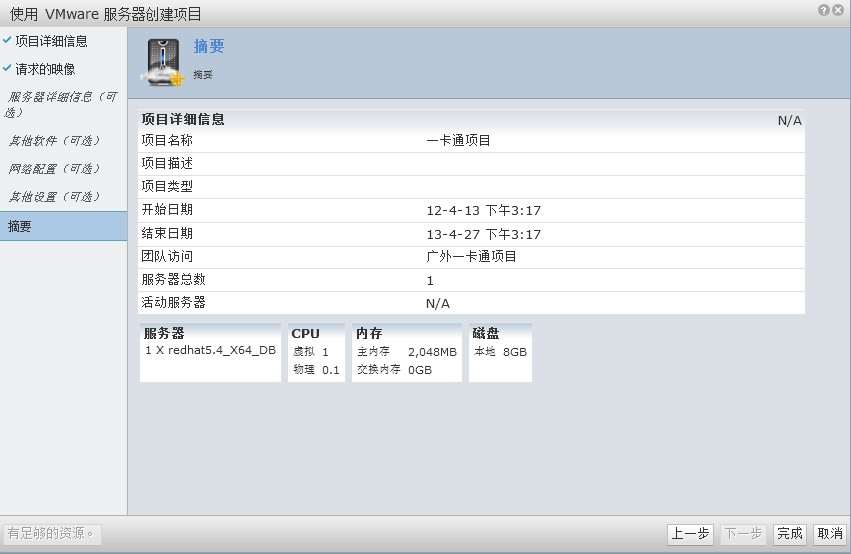 使用 VMware 服务器创建项目
项目详细信息
请求的映像
服务器详细信息（可
选）
其他软件（可选）
网络配置（可选）
其他设置（可选）
摘要
摘要
摘要
项目详细信息 N/A
项目名称 一卡通项目
项目描述
项目类型
开始日期 12-4-13 下午3:17
结束日期 13-4-27 下午3:17
团队访问 广外一卡通项目
服务器总数 1
活动服务器 N/A
服务器
1 X redhat5.4_X64_DB
CPU
虚拟 1
物理 0.1
内存
主内存 2,048MB
交换内存 0GB
磁盘
本地 8GB
有足够的资源。
上一步 下一步 完成 取消